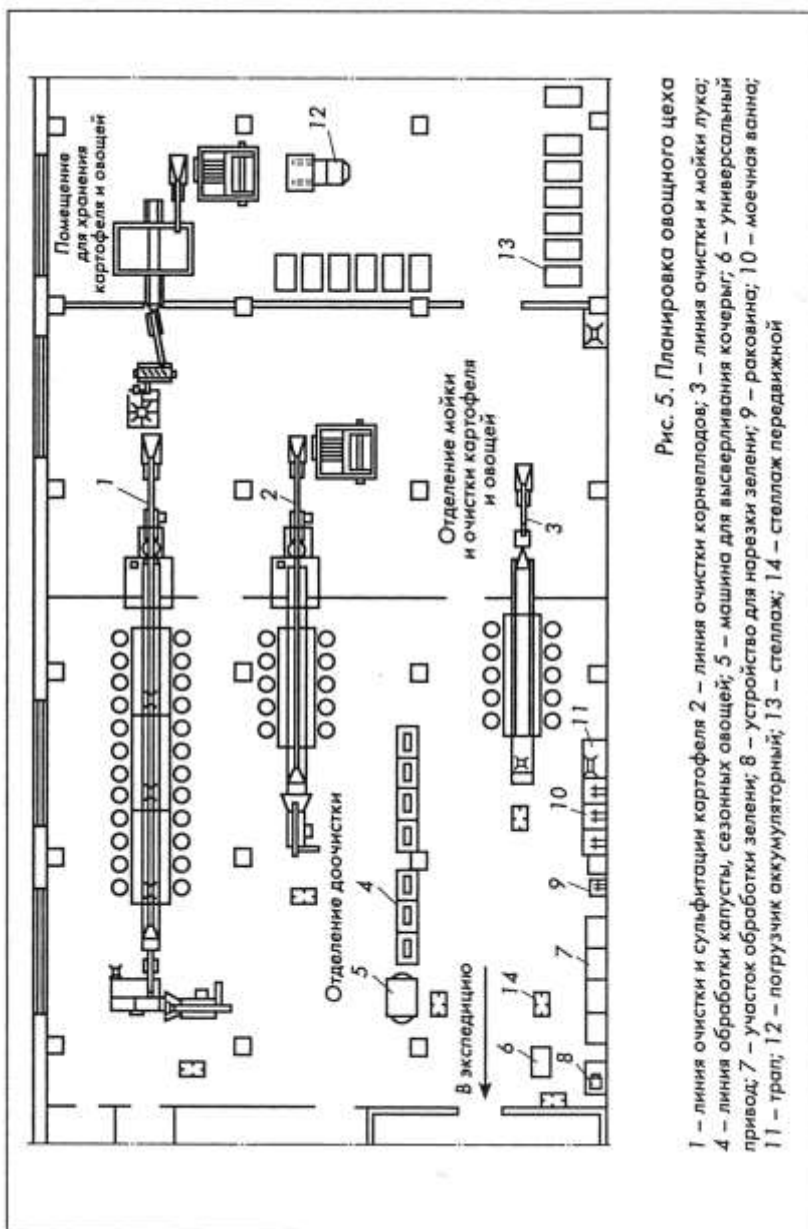 Помещение
для хранения
картофеля и овощей
12
13
1
2
Отделение мойки
и очистки картофеля
и овощей
3
Отделение доочистки
4
5
11
10
9
7
14
В экспедицию
6
8
Рис. 5. Планировка овощного цеха
1 – линия очистки и сульфитации картофеля 2 – линия очистки корнеплодов; 3 – линия очистки и мойки лука;
4 – линия обработки капусты, сезонных овощей; 5 – машина для высверливания кочерыг; 6 – универсальный
привод; 7 – участок обработки зелени; 8 – устройство для нарезки зелени; 9 – раковина; 10 – моечная ванна;
11 – трап; 12 – погрузчик аккумуляторный; 13 – стеллаж; 14 – стеллаж передвижной